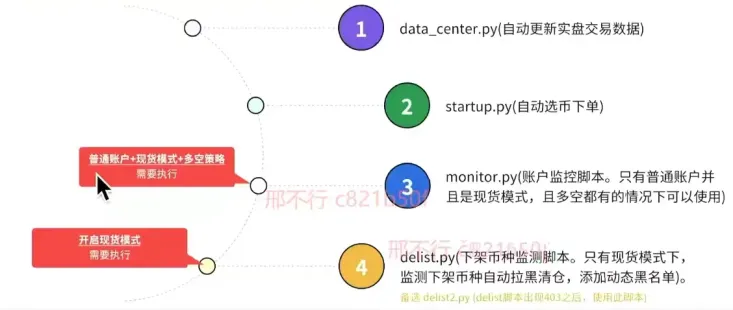 1
data_center.py(自动更新实盘交易数据)
2
startup.py(自动选币下单)
普通账户+现货模式+多空策略
需要执行
3
monitor.py(账户监控脚本。只有普通账户并
且是现货模式，且多空都有的情况下可以使用)
邢不行
开启现货模式
需要执行
4
邢不行
delist.py(下架币种监测脚本。只有现货模式下，
监测下架币种自动拉黑清仓，添加动态黑名单)。
备选 delist2.py (delist脚本出现403之后，使用此脚本)